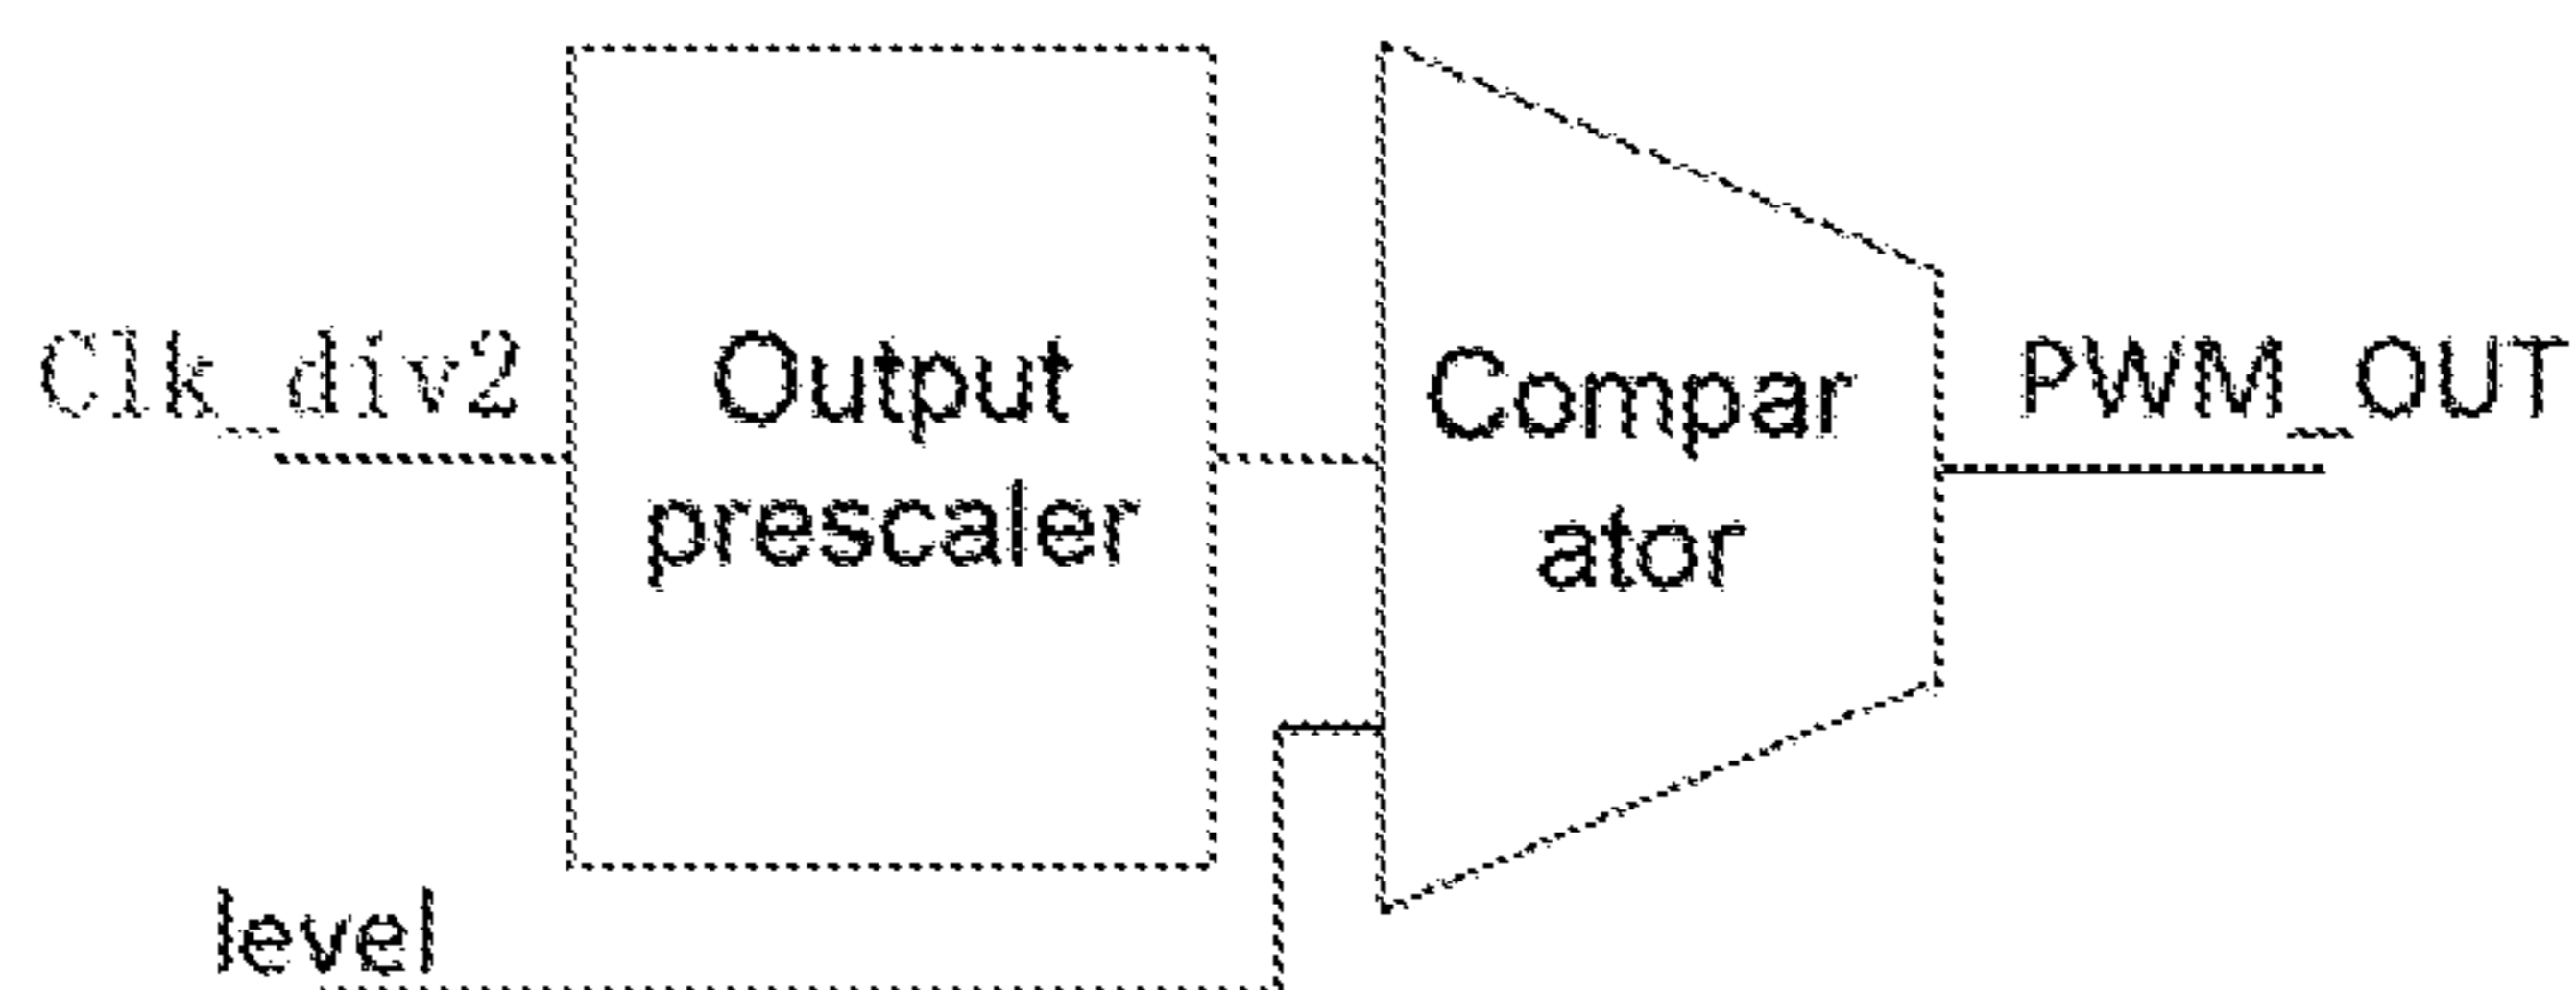 Clk_div2
Output
prescaler
Compar
ator
PWM_OUT
level